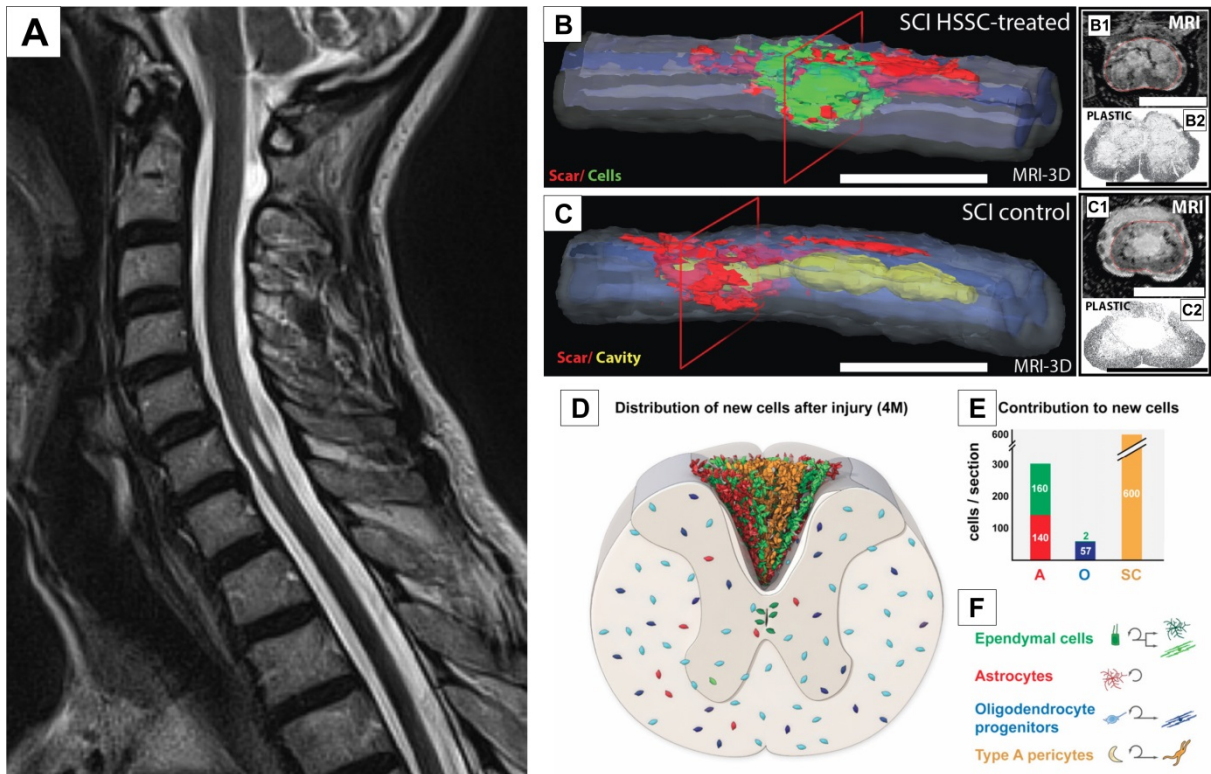 A
B
SCI HSSC-treated
Scar/ Cells
MRI-3D
B1
MRI
PLASTIC
B2
C
SCI control
Scar/ Cavity
MRI-3D
C1
MRI
PLASTIC
C2
D
Distribution of new cells after injury (4M)
E
Contribution to new cells
cells / section
600
300
200
100
160
140
2
57
600
A
O
SC
F
Ependymal cells
Astrocytes
Oligodendrocyte
progenitors
Type A pericytes